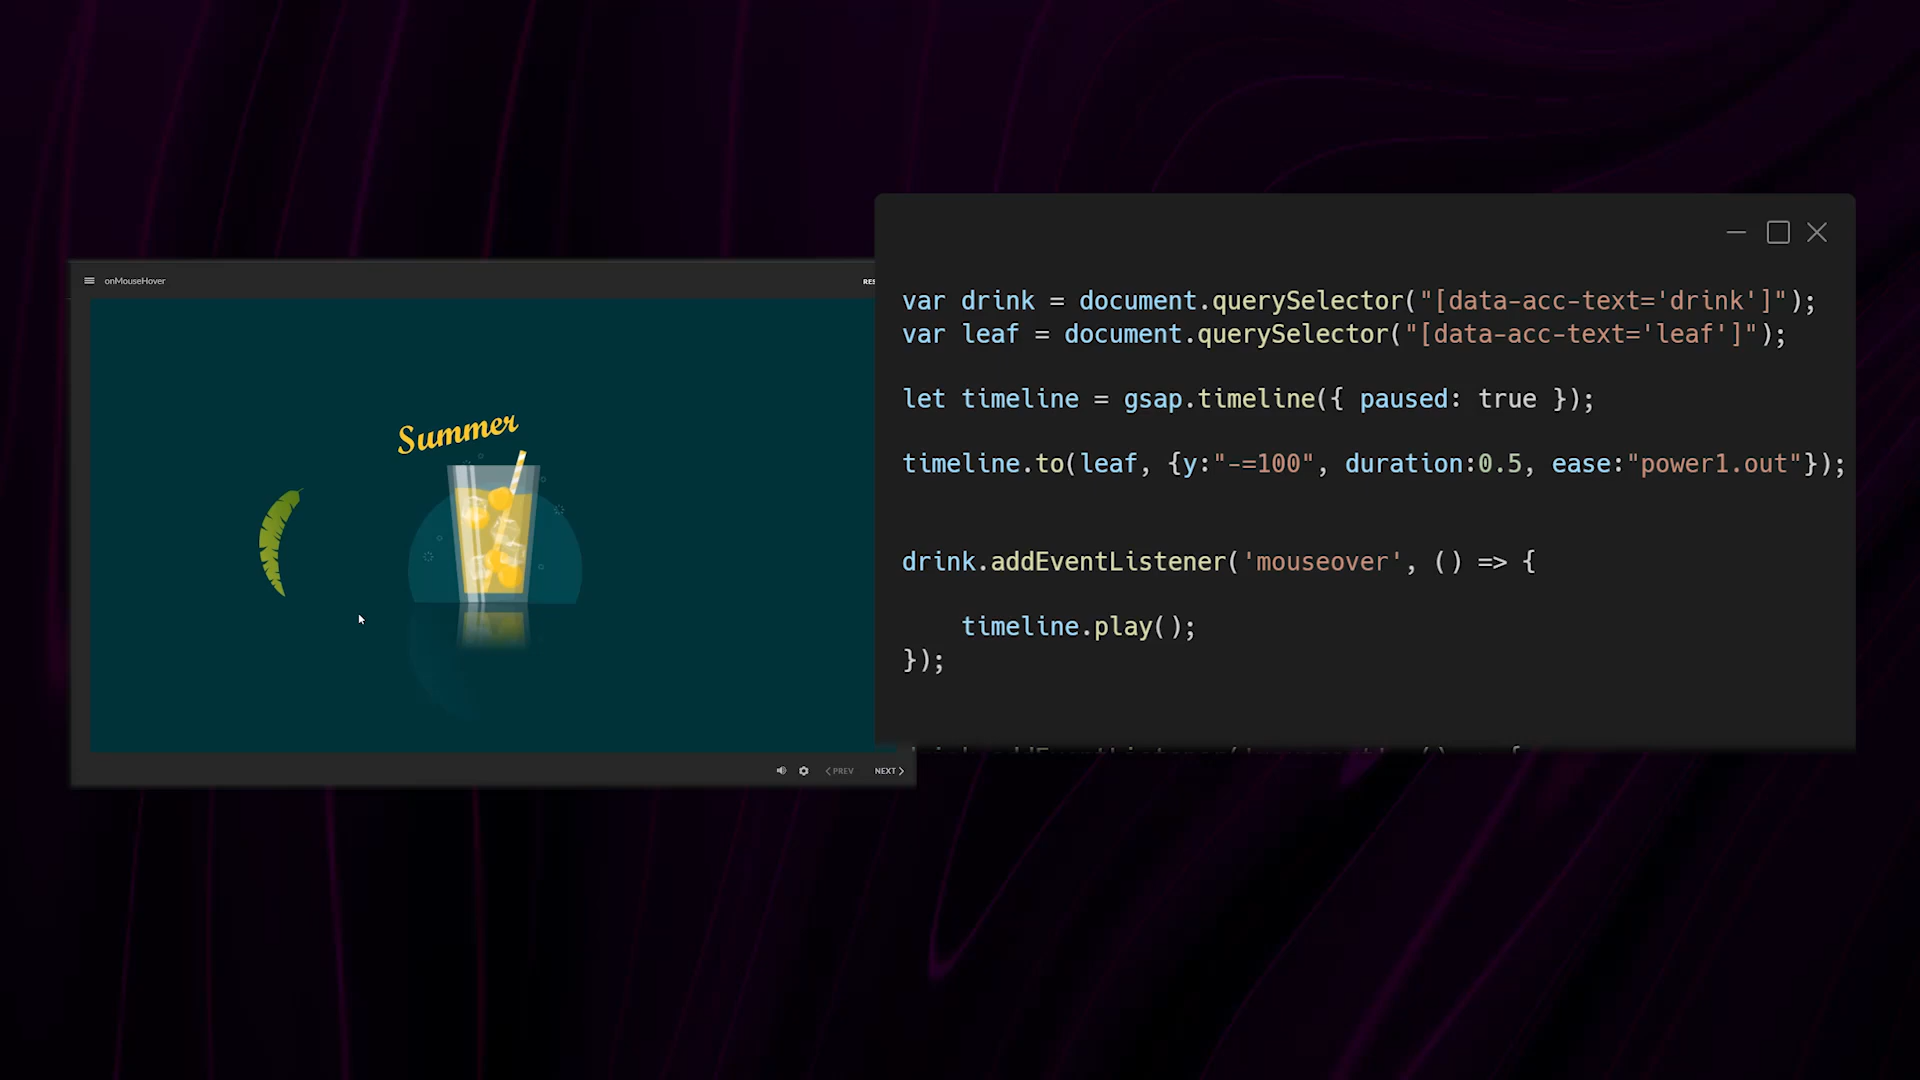 onMouseHover
RES
Summer
PREV
NEXT
var drink = document.querySelector("[data-acc-text='drink']");
var leaf = document.querySelector("[data-acc-text='leaf']");
let timeline = gsap.timeline({ paused: true });
timeline.to(leaf, {y:"-=100", duration:0.5, ease:"power1.out"});
drink.addEventListener('mouseover', () => {
timeline.play();
});